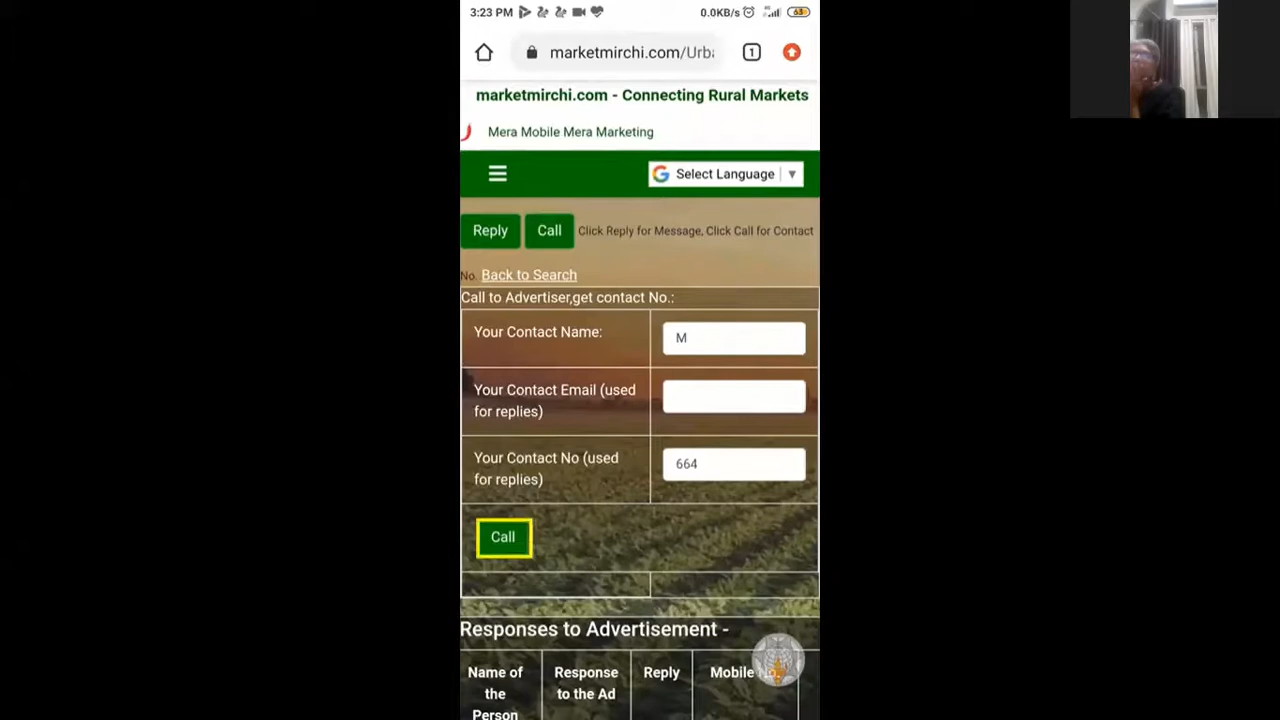 3:23 PM 0.0KB/s 4G 63
marketmirchi.com/Urb
1
marketmirchi.com - Connecting Rural Markets
Mera Mobile Mera Marketing
G Select Language ▼
Reply Call Click Reply for Message, Click Call for Contact
No. Back to Search
Call to Advertiser,get contact No.:
Your Contact Name: M
Your Contact Email (used
for replies)
Your Contact No (used
for replies)
664
Call
Responses to Advertisement -
Name of
the
Person
Response
to the Ad
Reply
Mobile